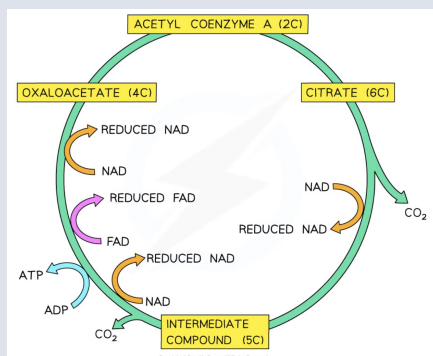 ACETYL COENZYME A (2C)
OXALOACETATE (4C)
CITRATE (6C)
REDUCED NAD
NAD
REDUCED FAD
FAD
NAD
REDUCED NAD
CO₂
REDUCED NAD
NAD
ATP
ADP
CO₂
INTERMEDIATE
COMPOUND (5C)